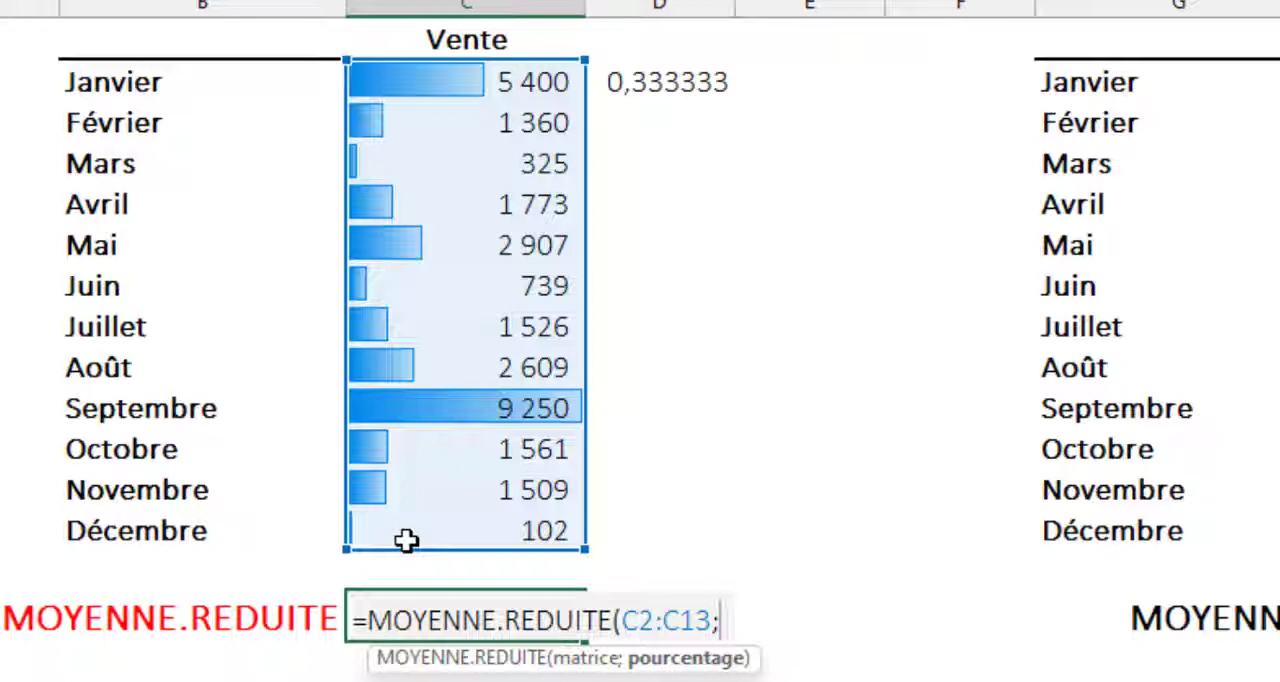 B C D E F G
Vente
Janvier 5 400 0,333333 Janvier
Février 1 360 Février
Mars 325 Mars
Avril 1 773 Avril
Mai 2 907 Mai
Juin 739 Juin
Juillet 1 526 Juillet
Août 2 609 Août
Septembre 9 250 Septembre
Octobre 1 561 Octobre
Novembre 1 509 Novembre
Décembre 102 Décembre
MOYENNE.REDUITE =MOYENNE.REDUITE(C2:C13; MOYENN
MOYENNE.REDUITE(matrice; pourcentage)